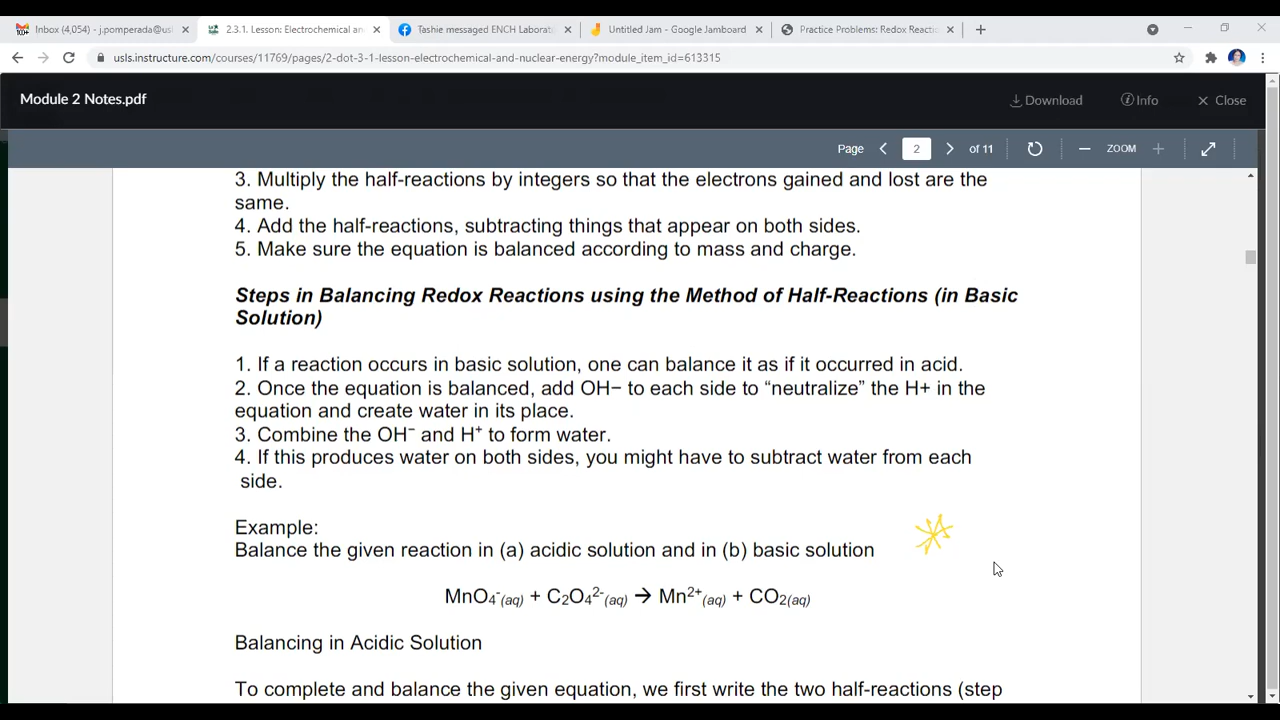 Inbox (4,054) - j.pomperada@us
2.3.1. Lesson: Electrochemical an
Tashie messaged ENCH Laborat
Untitled Jam - Google Jamboard
Practice Problems: Redox Reacti
usls.instructure.com/courses/11769/pages/2-dot-3-1-lesson-electrochemical-and-nuclear-energy?module_item_id=613315
Module 2 Notes.pdf
Download
Info
Close
Page 2 of 11
ZOOM
3. Multiply the half-reactions by integers so that the electrons gained and lost are the
same.
4. Add the half-reactions, subtracting things that appear on both sides.
5. Make sure the equation is balanced according to mass and charge.
Steps in Balancing Redox Reactions using the Method of Half-Reactions (in Basic
Solution)
1. If a reaction occurs in basic solution, one can balance it as if it occurred in acid.
2. Once the equation is balanced, add OH− to each side to “neutralize” the H+ in the
equation and create water in its place.
3. Combine the OH⁻ and H⁺ to form water.
4. If this produces water on both sides, you might have to subtract water from each
side.
Example:
Balance the given reaction in (a) acidic solution and in (b) basic solution
MnO₄⁻(aq) + C₂O₄²⁻(aq) → Mn²⁺(aq) + CO₂(aq)
Balancing in Acidic Solution
To complete and balance the given equation, we first write the two half-reactions (step